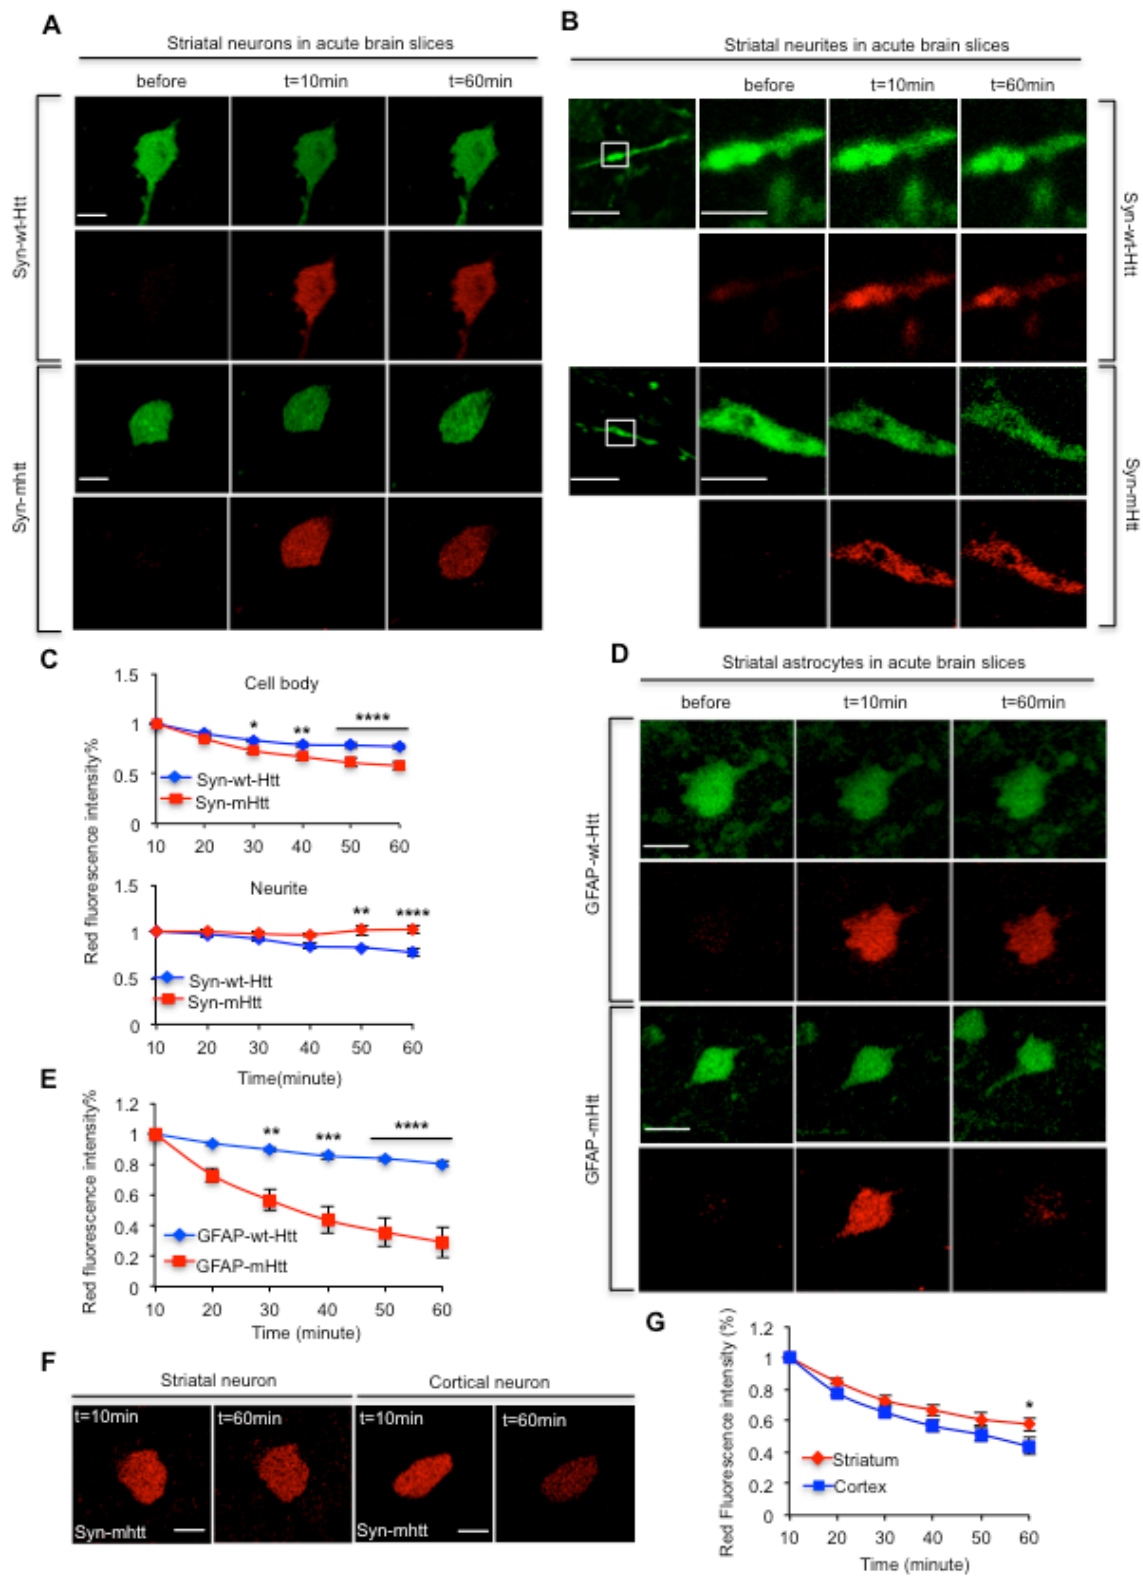 A
Striatal neurons in acute brain slices
before t=10min t=60min
Syn-wt-Htt
Syn-mhtt
B
Striatal neurites in acute brain slices
before t=10min t=60min
Syn-wt-Htt
Syn-mHtt
C
Red fluorescence intensity%
Cell body
1.5
1
0.5
0
* ** ****
Syn-wt-Htt
Syn-mHtt
10 20 30 40 50 60
Neurite
1.5
1
0.5
0
** ****
Syn-wt-Htt
Syn-mHtt
10 20 30 40 50 60
Time(minute)
D
Striatal astrocytes in acute brain slices
before t=10min t=60min
GFAP-wt-Htt
GFAP-mHtt
E
Red fluorescence intensity%
1.2
1
0.8
0.6
0.4
0.2
0
** *** ****
GFAP-wt-Htt
GFAP-mHtt
10 20 30 40 50 60
Time (minute)
F
Striatal neuron Cortical neuron
t=10min t=60min t=10min t=60min
Syn-mhtt Syn-mhtt
G
Red Fluorescence intensity (%)
1.2
1
0.8
0.6
0.4
0.2
0
*
Striatum
Cortex
10 20 30 40 50 60
Time (minute)